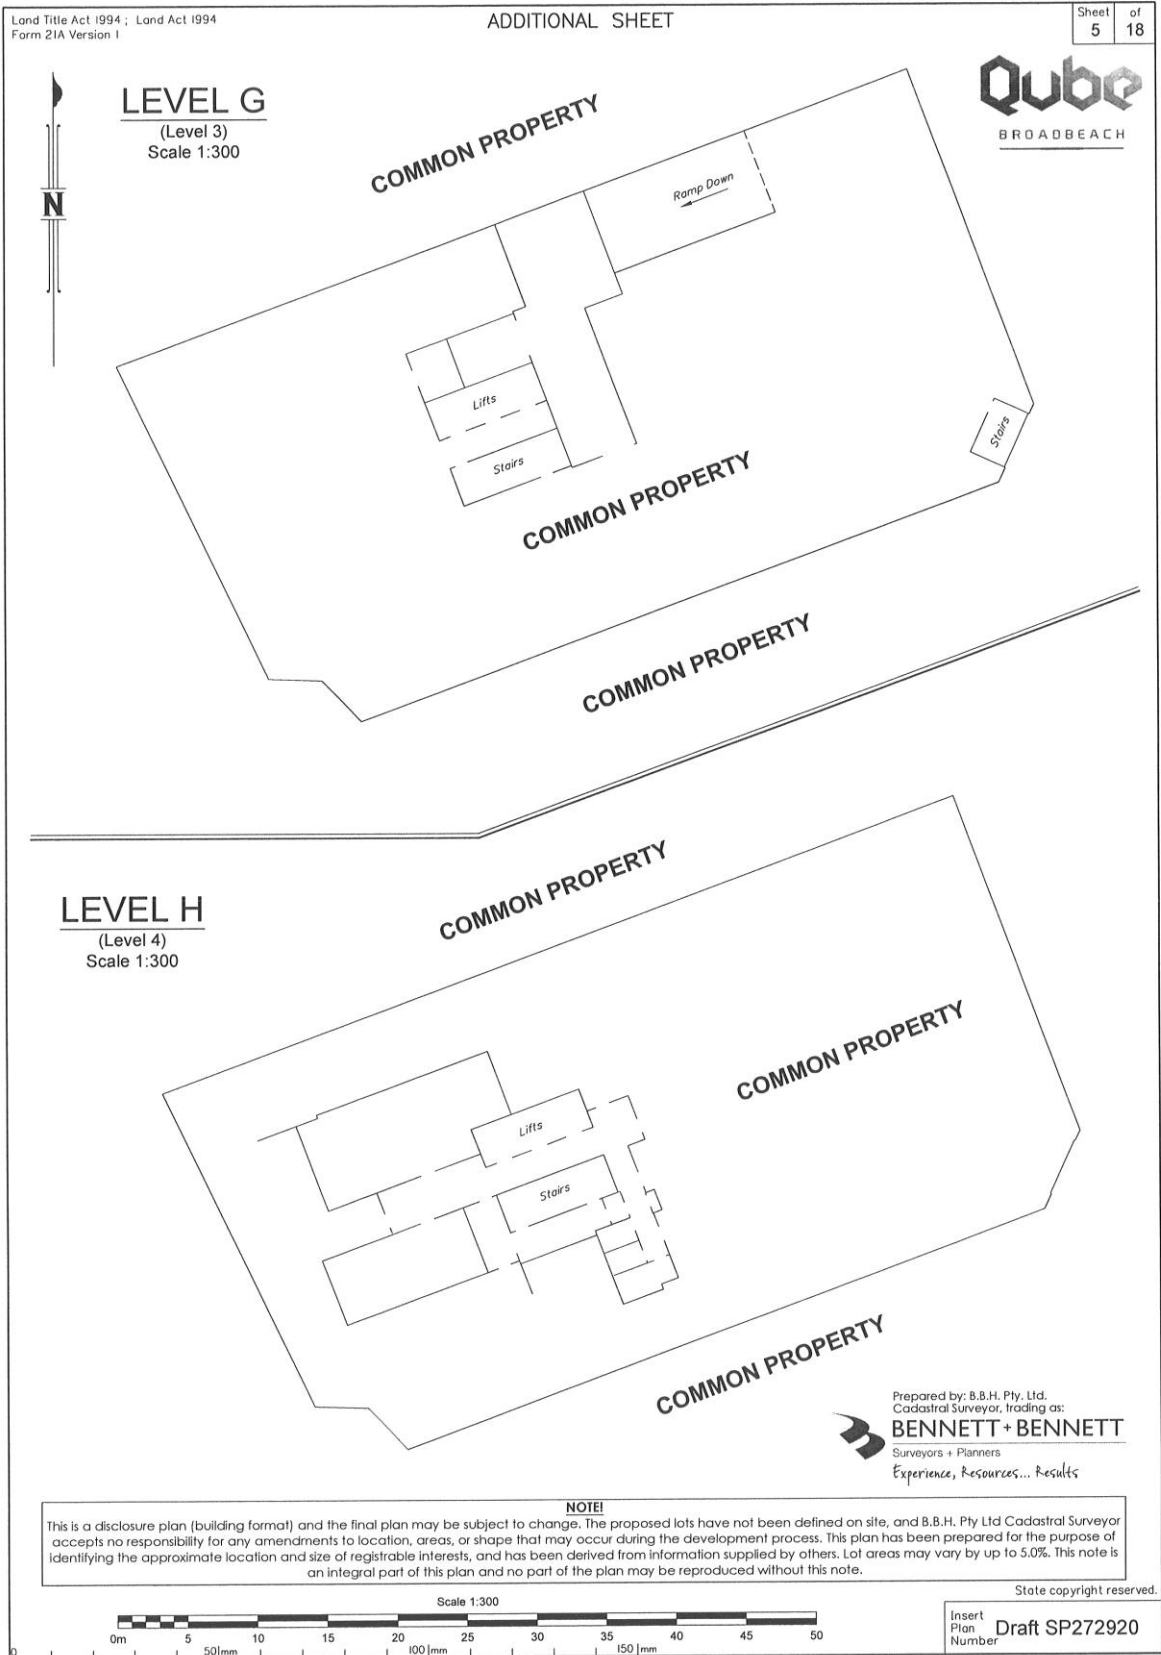 Land Title Act 1994 ; Land Act 1994
Form 21A Version 1
ADDITIONAL SHEET
Sheet of
5 18
LEVEL G
(Level 3)
Scale 1:300
Qube
BROADBEACH
N
COMMON PROPERTY
Ramp Down
Lifts
Stairs
Stairs
COMMON PROPERTY
COMMON PROPERTY
LEVEL H
(Level 4)
Scale 1:300
COMMON PROPERTY
COMMON PROPERTY
Lifts
Stairs
COMMON PROPERTY
Prepared by: B.B.H. Pty. Ltd.
Cadastral Surveyor, trading as:
BENNETT + BENNETT
Surveyors + Planners
Experience, Resources... Results
NOTE!
This is a disclosure plan (building format) and the final plan may be subject to change. The proposed lots have not been defined on site, and B.B.H. Pty Ltd Cadastral Surveyor
accepts no responsibility for any amendments to location, areas, or shape that may occur during the development process. This plan has been prepared for the purpose of
identifying the approximate location and size of registrable interests, and has been derived from information supplied by others. Lot areas may vary by up to 5.0%. This note is
an integral part of this plan and no part of the plan may be reproduced without this note.
State copyright reserved.
Scale 1:300
0m 5 10 15 20 25 30 35 40 45 50
0 50mm 100mm 150mm
Insert
Plan
Number
Draft SP272920